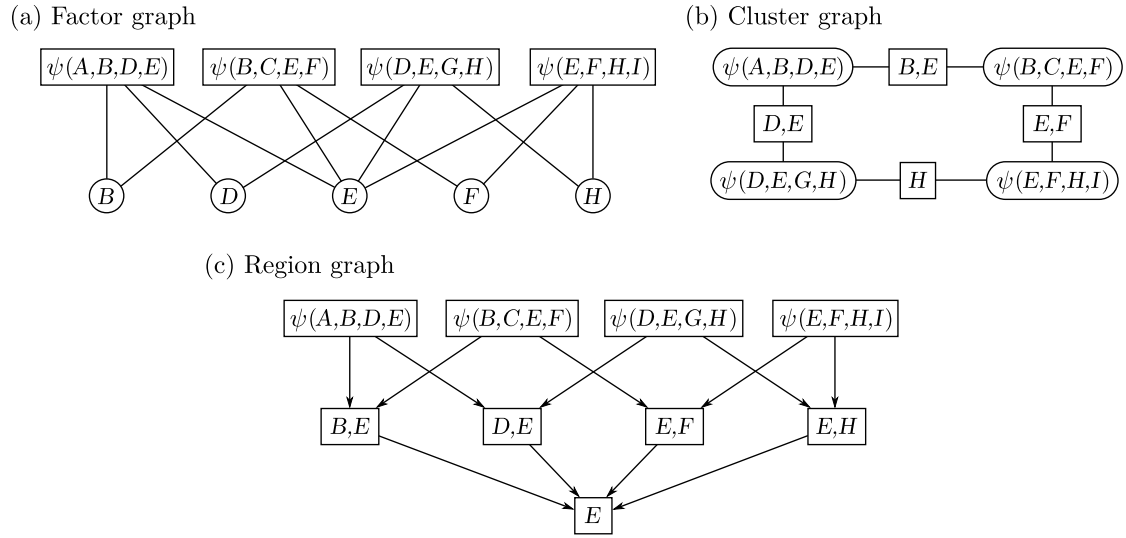 (a) Factor graph
ψ(A,B,D,E) ψ(B,C,E,F) ψ(D,E,G,H) ψ(E,F,H,I)
B D E F H
(b) Cluster graph
ψ(A,B,D,E) B,E ψ(B,C,E,F)
D,E E,F
ψ(D,E,G,H) H ψ(E,F,H,I)
(c) Region graph
ψ(A,B,D,E) ψ(B,C,E,F) ψ(D,E,G,H) ψ(E,F,H,I)
B,E D,E E,F E,H
E